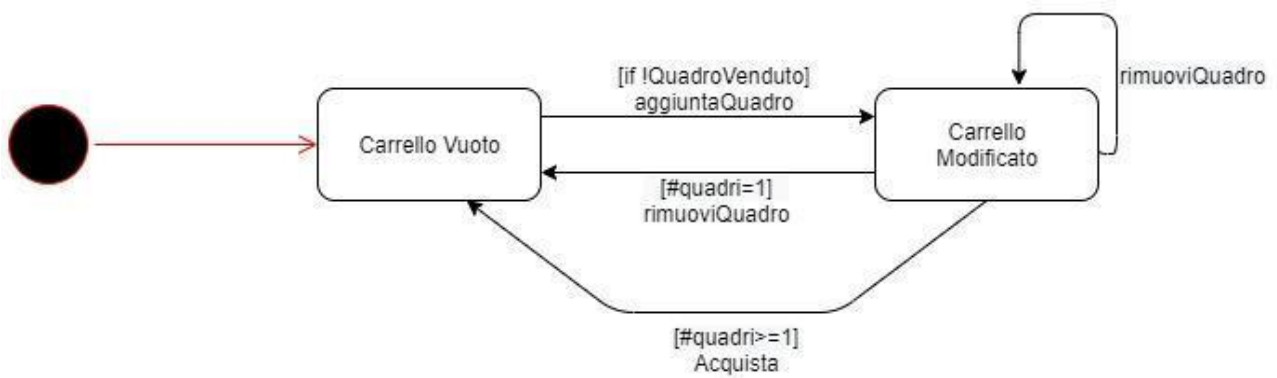 [if !QuadroVenduto]
aggiuntaQuadro
rimuoviQuadro
Carrello Vuoto
Carrello
Modificato
[#quadri=1]
rimuoviQuadro
[#quadri>=1]
Acquista